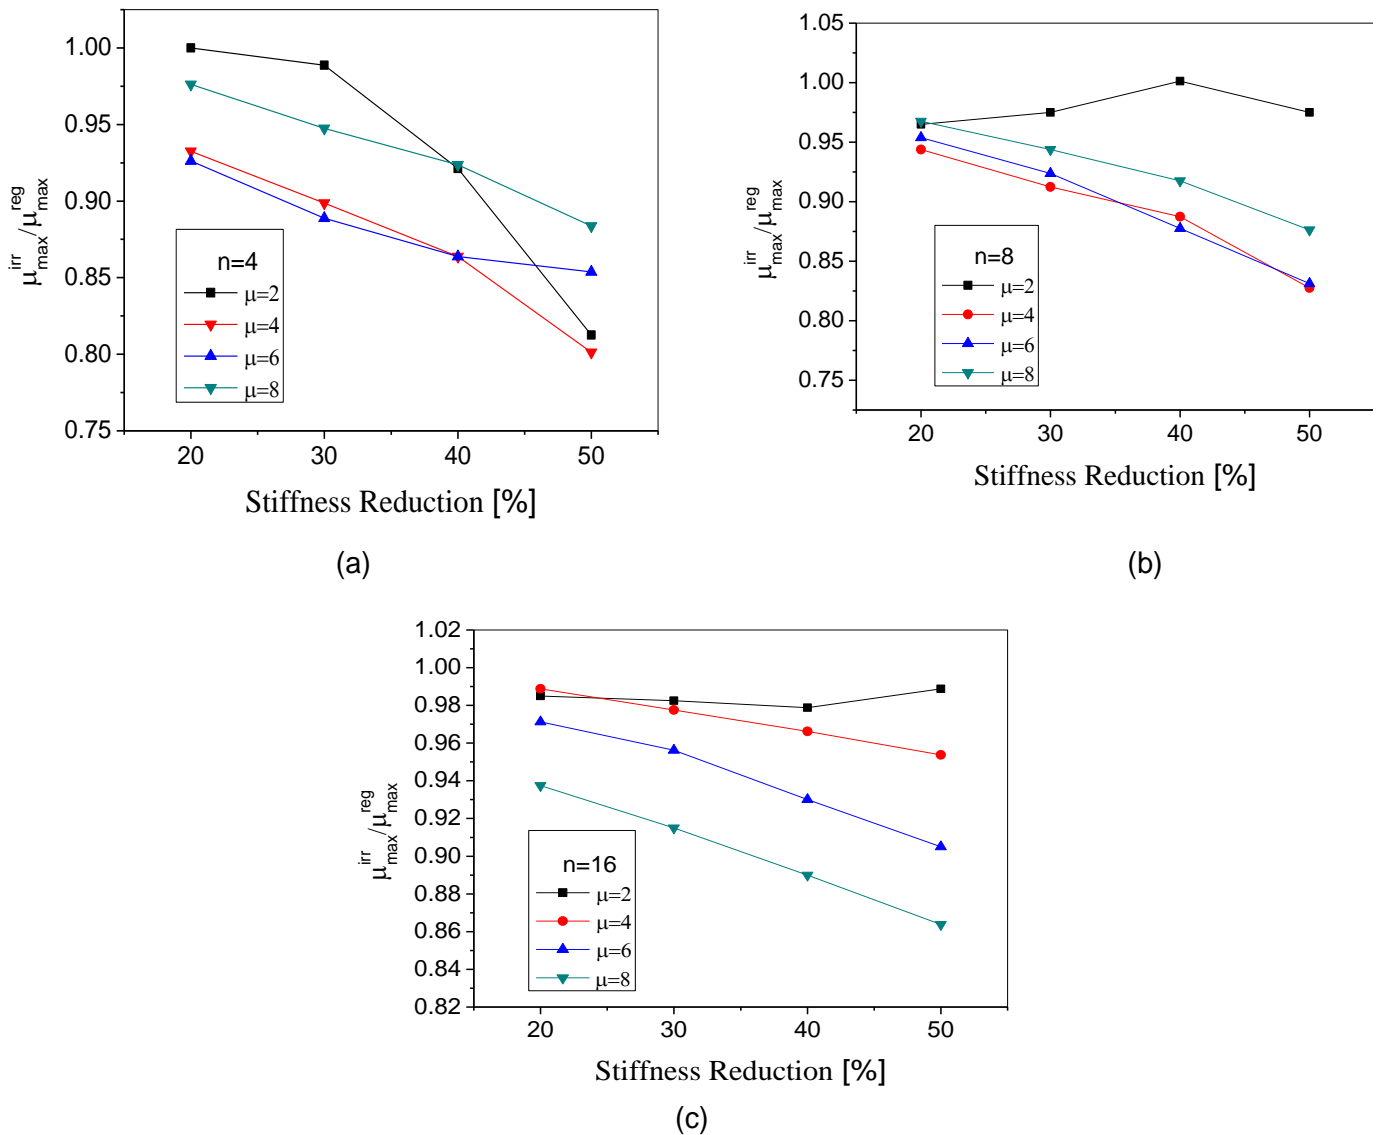 1.00
0.95
0.90
0.85
0.80
0.75
μ^irr_max/μ^reg_max
n=4
μ=2
μ=4
μ=6
μ=8
20 30 40 50
Stiffness Reduction [%]
(a)
1.05
1.00
0.95
0.90
0.85
0.80
0.75
μ^irr_max/μ^reg_max
n=8
μ=2
μ=4
μ=6
μ=8
20 30 40 50
Stiffness Reduction [%]
(b)
1.02
1.00
0.98
0.96
0.94
0.92
0.90
0.88
0.86
0.84
0.82
μ^irr_max/μ^reg_max
n=16
μ=2
μ=4
μ=6
μ=8
20 30 40 50
Stiffness Reduction [%]
(c)